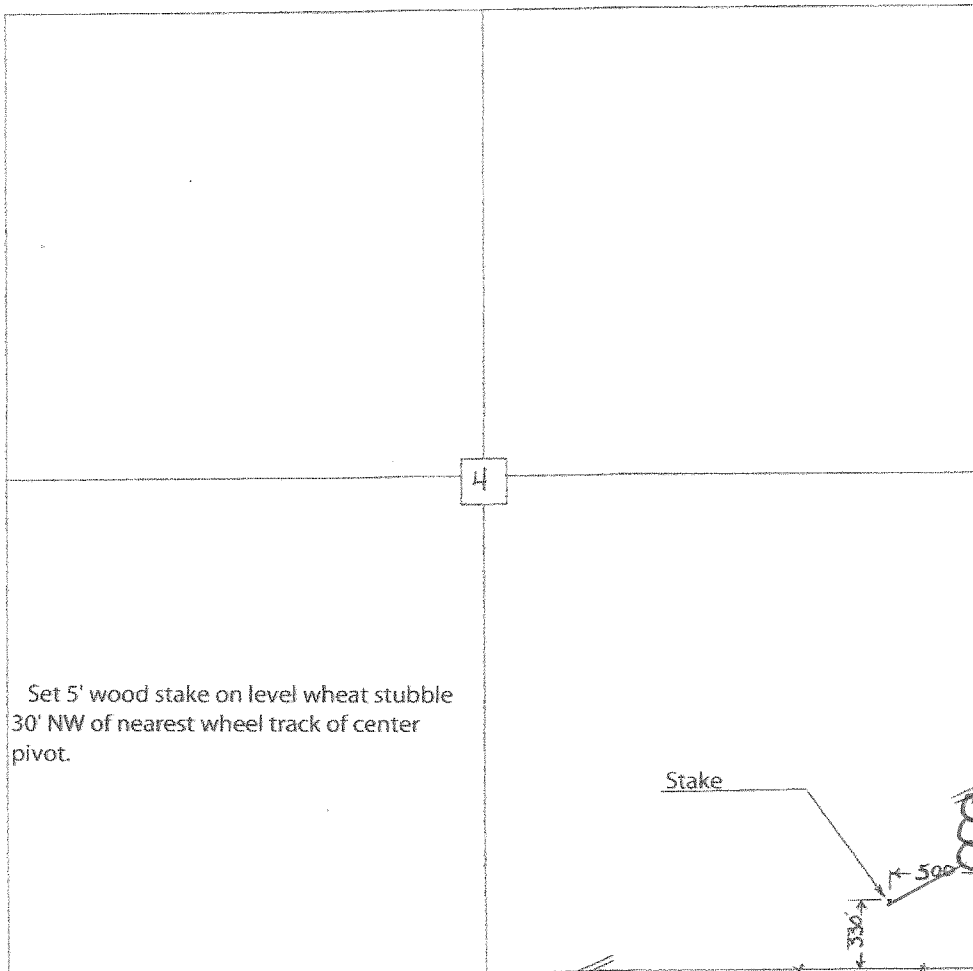 4
Set 5' wood stake on level wheat stubble
30' NW of nearest wheel track of center
pivot.
Stake
500
330'